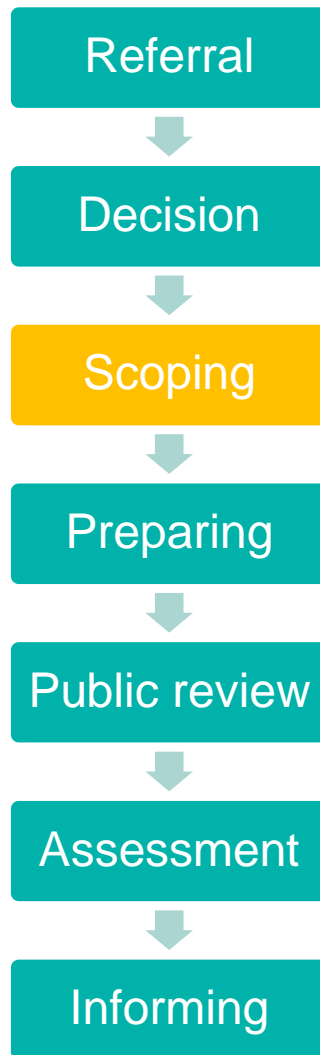 Referral
Decision
Scoping
Preparing
Public review
Assessment
Informing